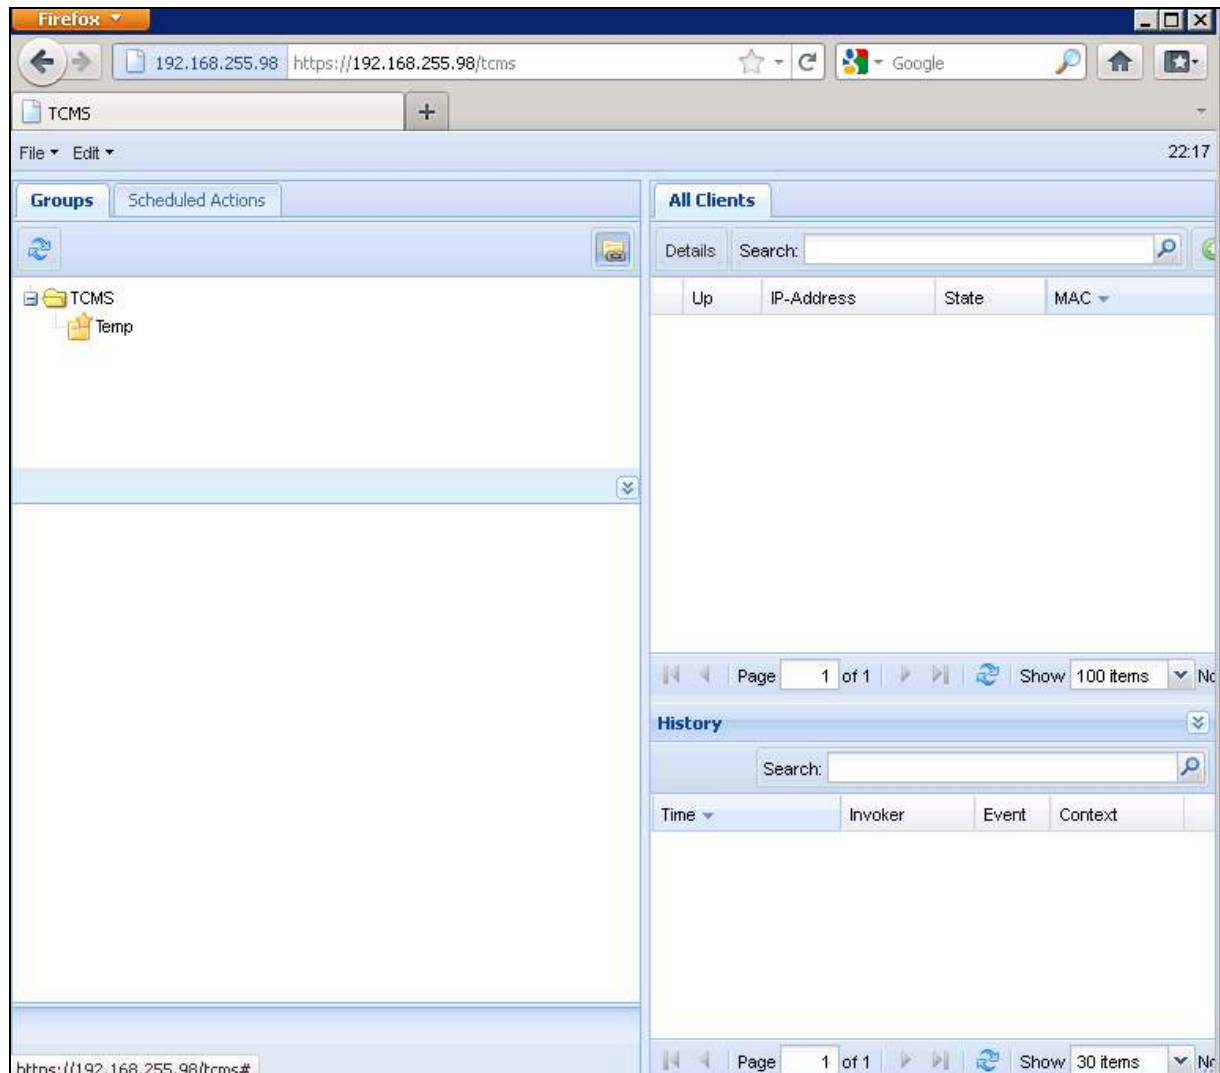 Firefox
192.168.255.98 https://192.168.255.98/tcms Google
TCMS
File Edit 22:17
Groups Scheduled Actions
TCMS
Temp
All Clients
Details Search:
Up IP-Address State MAC
Page 1 of 1 Show 100 items
History
Search:
Time Invoker Event Context
Page 1 of 1 Show 30 items
https://192.168.255.98/tcms#